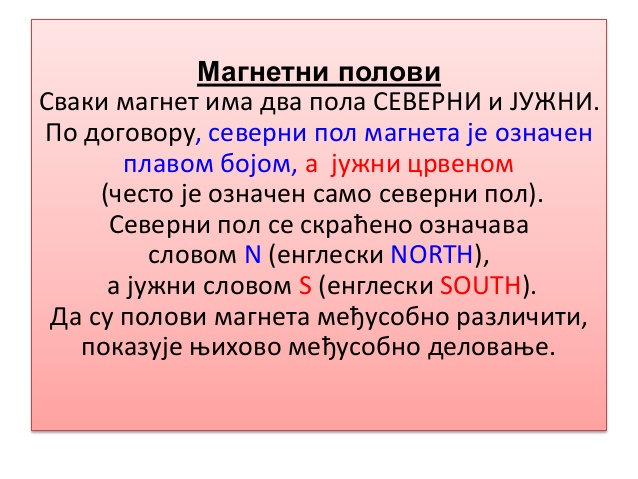 Магнетни полови
Сваки магнет има два пола СЕВЕРНИ и ЈУЖНИ.
По договору, северни пол магнета је означен
плавом бојом, а јужни црвеном
(често је означен само северни пол).
Северни пол се скраћено означава
словом N (енглески NORTH),
а јужни словом S (енглески SOUTH).
Да су полови магнета међусобно различити,
показује њихово међусобно деловање.